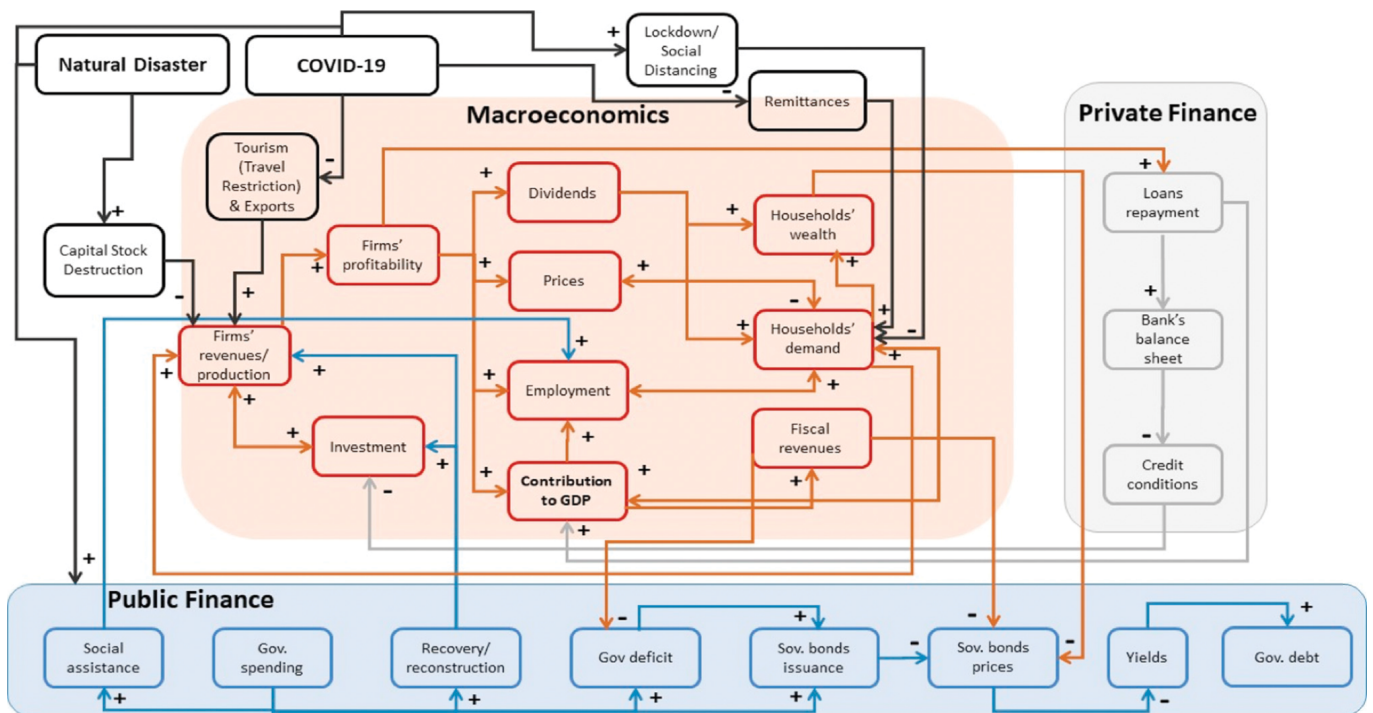 Natural Disaster
COVID-19
+
Lockdown/
Social
Distancing
-
Remittances
Macroeconomics
Private Finance
Tourism
(Travel
Restriction)
& Exports
-
+
Capital Stock
Destruction
-
+
Firms'
profitability
+
+
Dividends
+
Households'
wealth
+
+
Loans
repayment
+
Prices
+
-
+
Households'
demand
+
-
+
+
Bank's
balance
sheet
Firms'
revenues/
production
+
+
+
+
Employment
+
+
+
Investment
+
+
-
Fiscal
revenues
+
-
Credit
conditions
+
Contribution
to GDP
+
+
+
+
Public Finance
Social
assistance
+
Gov.
spending
Recovery/
reconstruction
+
-
Gov deficit
+
+
Sov. bonds
issuance
+
-
-
Sov. bonds
prices
-
Yields
-
+
Gov. debt